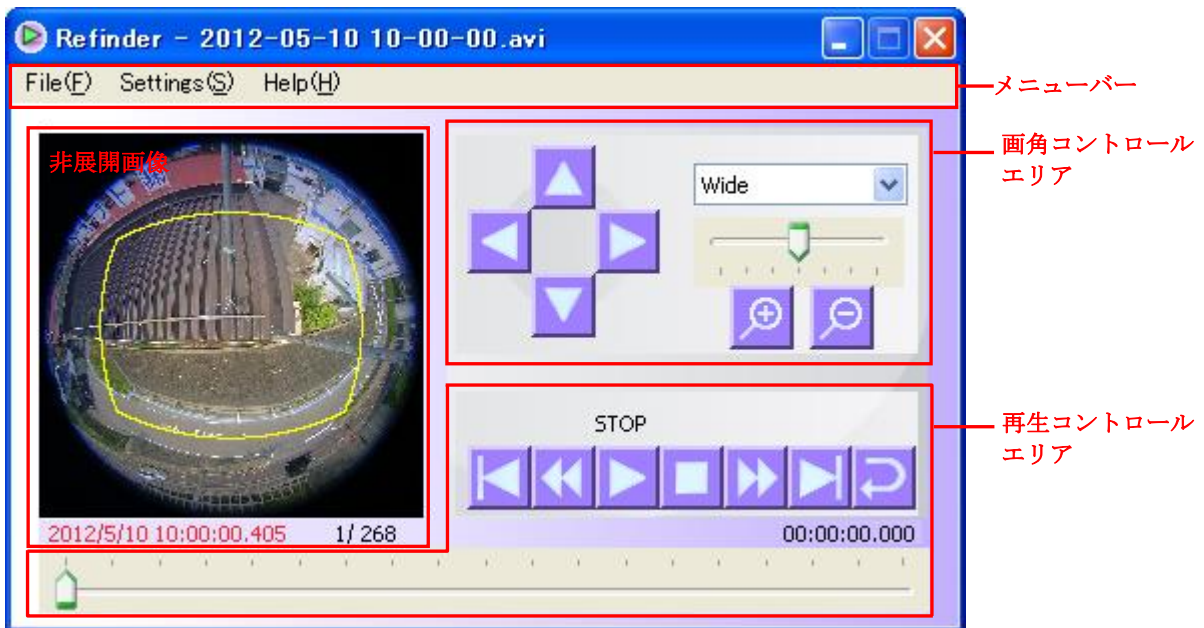 Refinder - 2012-05-10 10-00-00.avi
File(F) Settings(S) Help(H)
メニューバー
非展開画像
Wide
画角コントロール
エリア
STOP
再生コントロール
エリア
2012/5/10 10:00:00.405 1/ 268
00:00:00.000